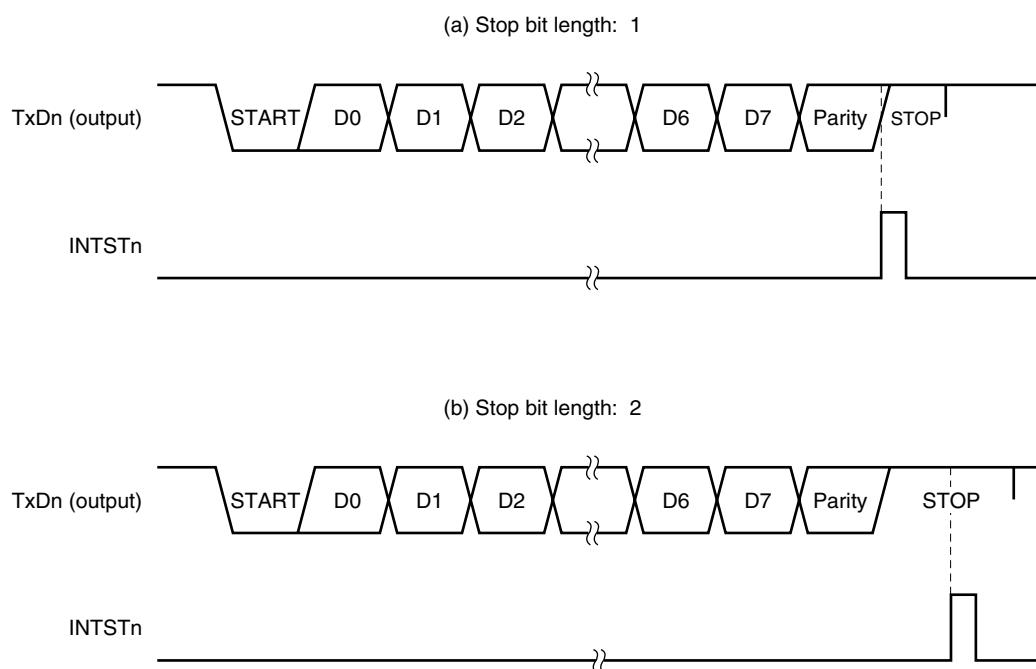 (a) Stop bit length: 1
TxDn (output) START D0 D1 D2 D6 D7 Parity STOP
INTSTn
(b) Stop bit length: 2
TxDn (output) START D0 D1 D2 D6 D7 Parity STOP
INTSTn